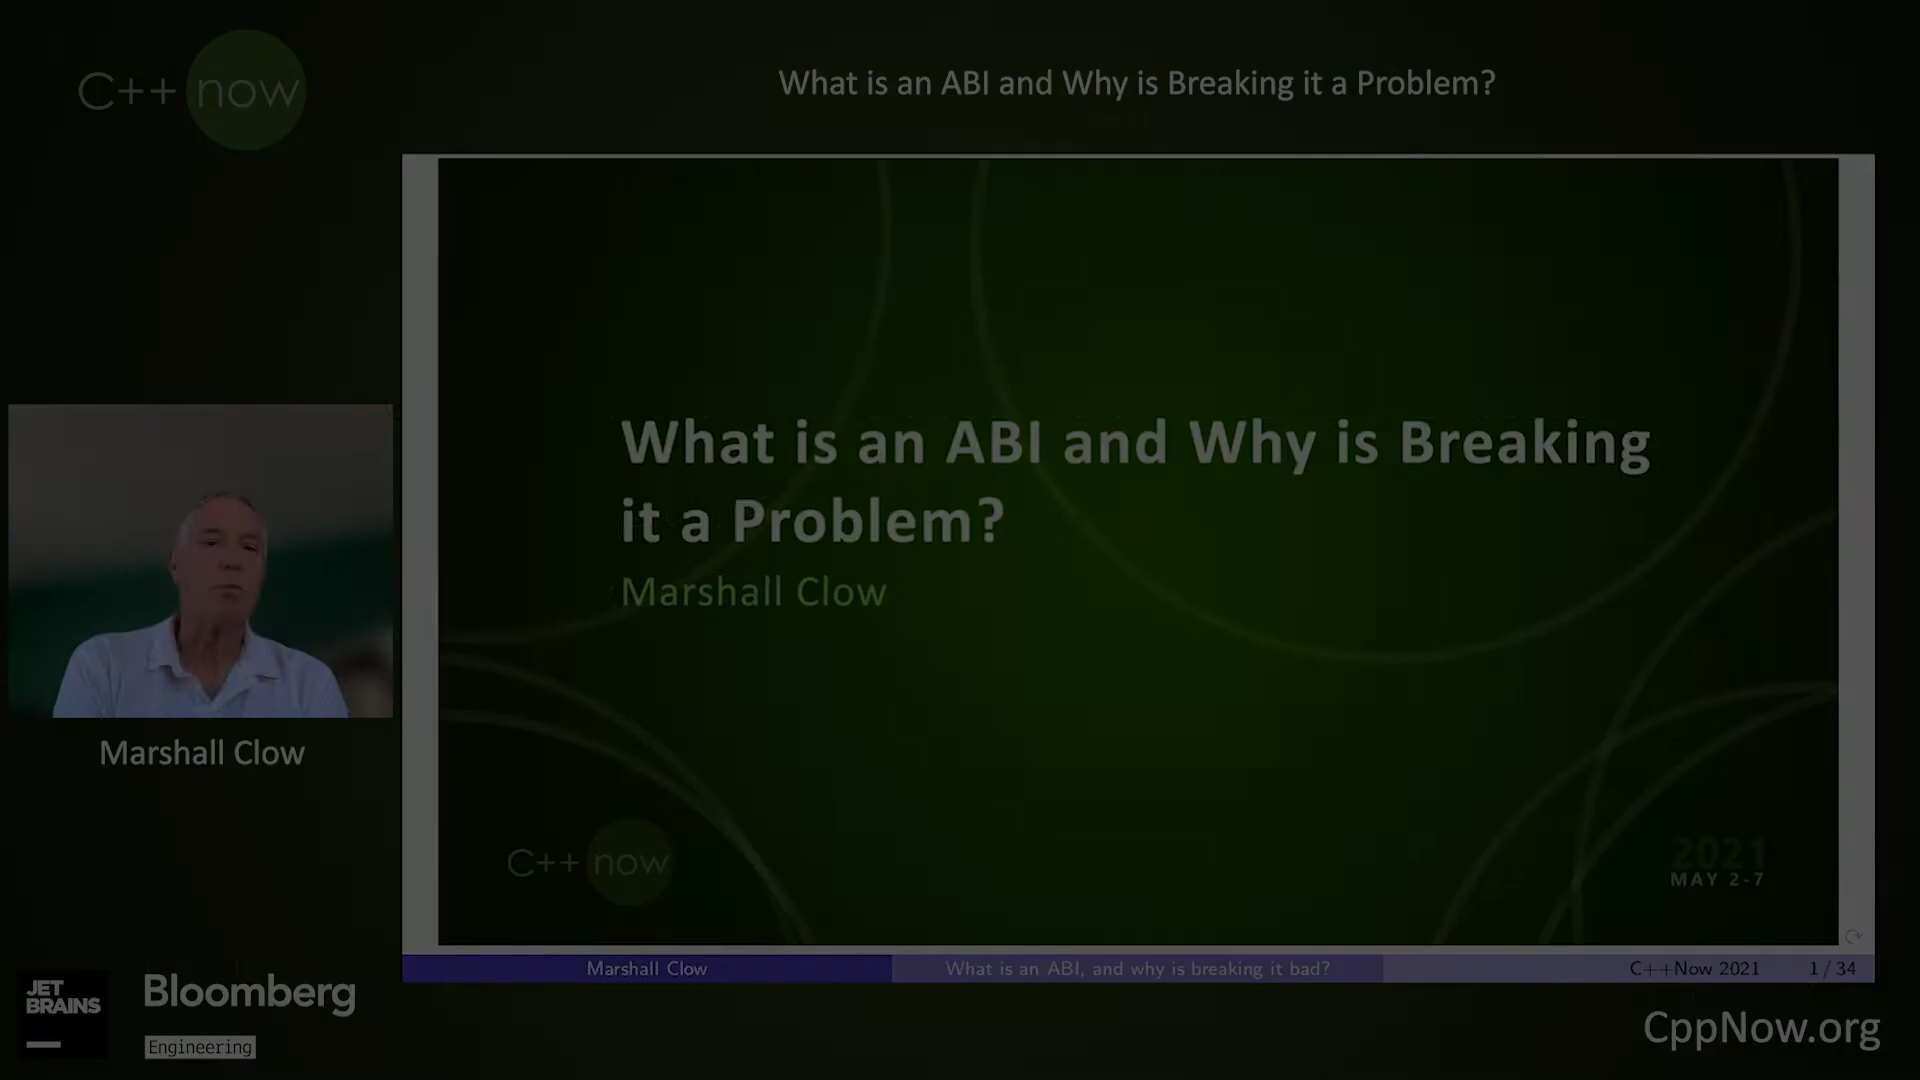 C++ now
What is an ABI and Why is Breaking it a Problem?
What is an ABI and Why is Breaking
it a Problem?
Marshall Clow
C++ now
2021
MAY 2-7
Marshall Clow
Marshall Clow
What is an ABI, and why is breaking it bad?
C++Now 2021
1 / 34
JET
BRAINS
Bloomberg
Engineering
CppNow.org